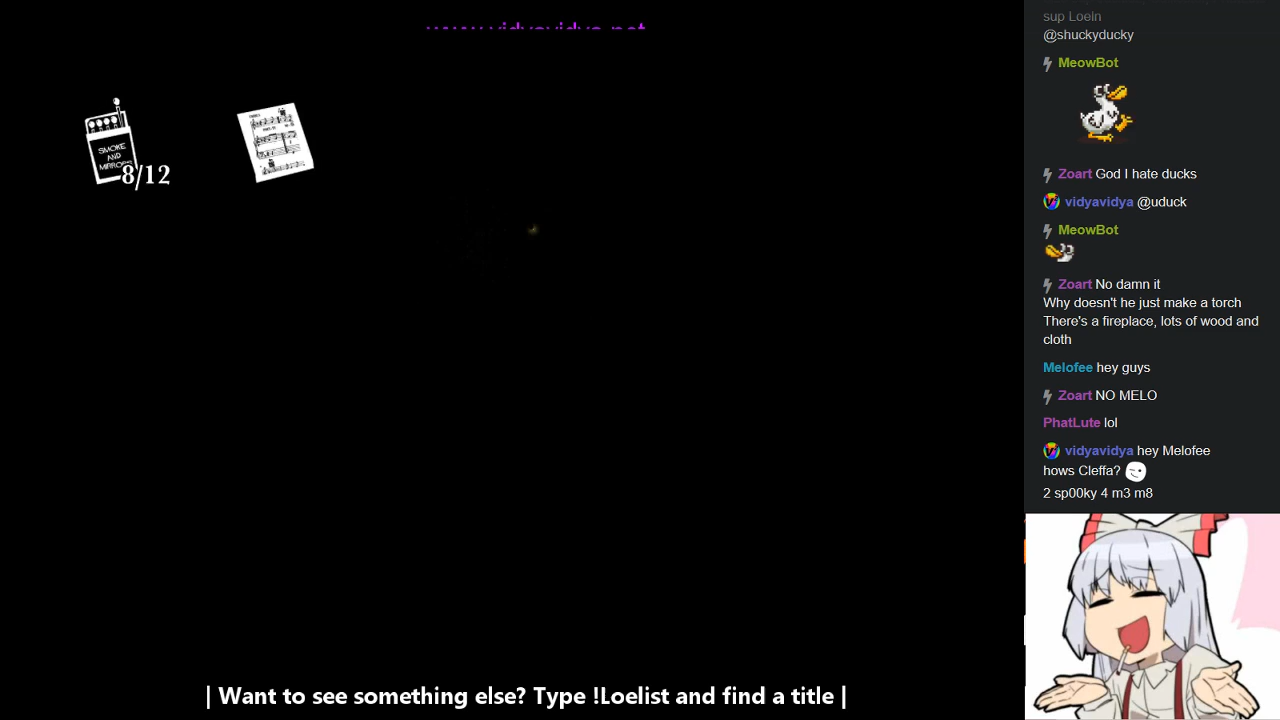 www.vidyavidya.net
SMOKE
AND
MIRRORS
8/12
sup Loeln
@shuckyducky
MeowBot
Zoart God I hate ducks
vidyavidya @uduck
MeowBot
Zoart No damn it
Why doesn't he just make a torch
There's a fireplace, lots of wood and
cloth
Melofee hey guys
Zoart NO MELO
PhatLute lol
vidyavidya hey Melofee
hows Cleffa?
2 sp00ky 4 m3 m8
| Want to see something else? Type !Loelist and find a title |